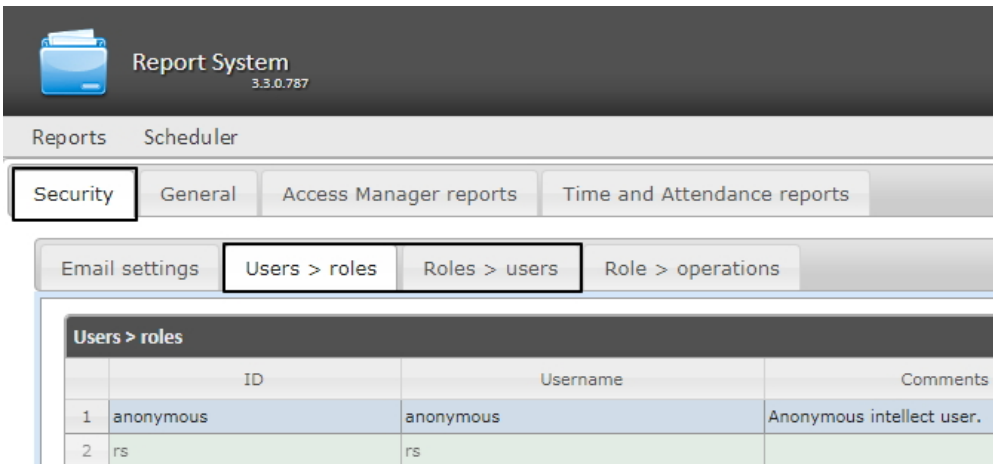 Report System
3.3.0.787
Reports Scheduler
Security General Access Manager reports Time and Attendance reports
Email settings Users > roles Roles > users Role > operations
Users > roles
ID Username Comments
1 anonymous anonymous Anonymous intellect user.
2 rs rs